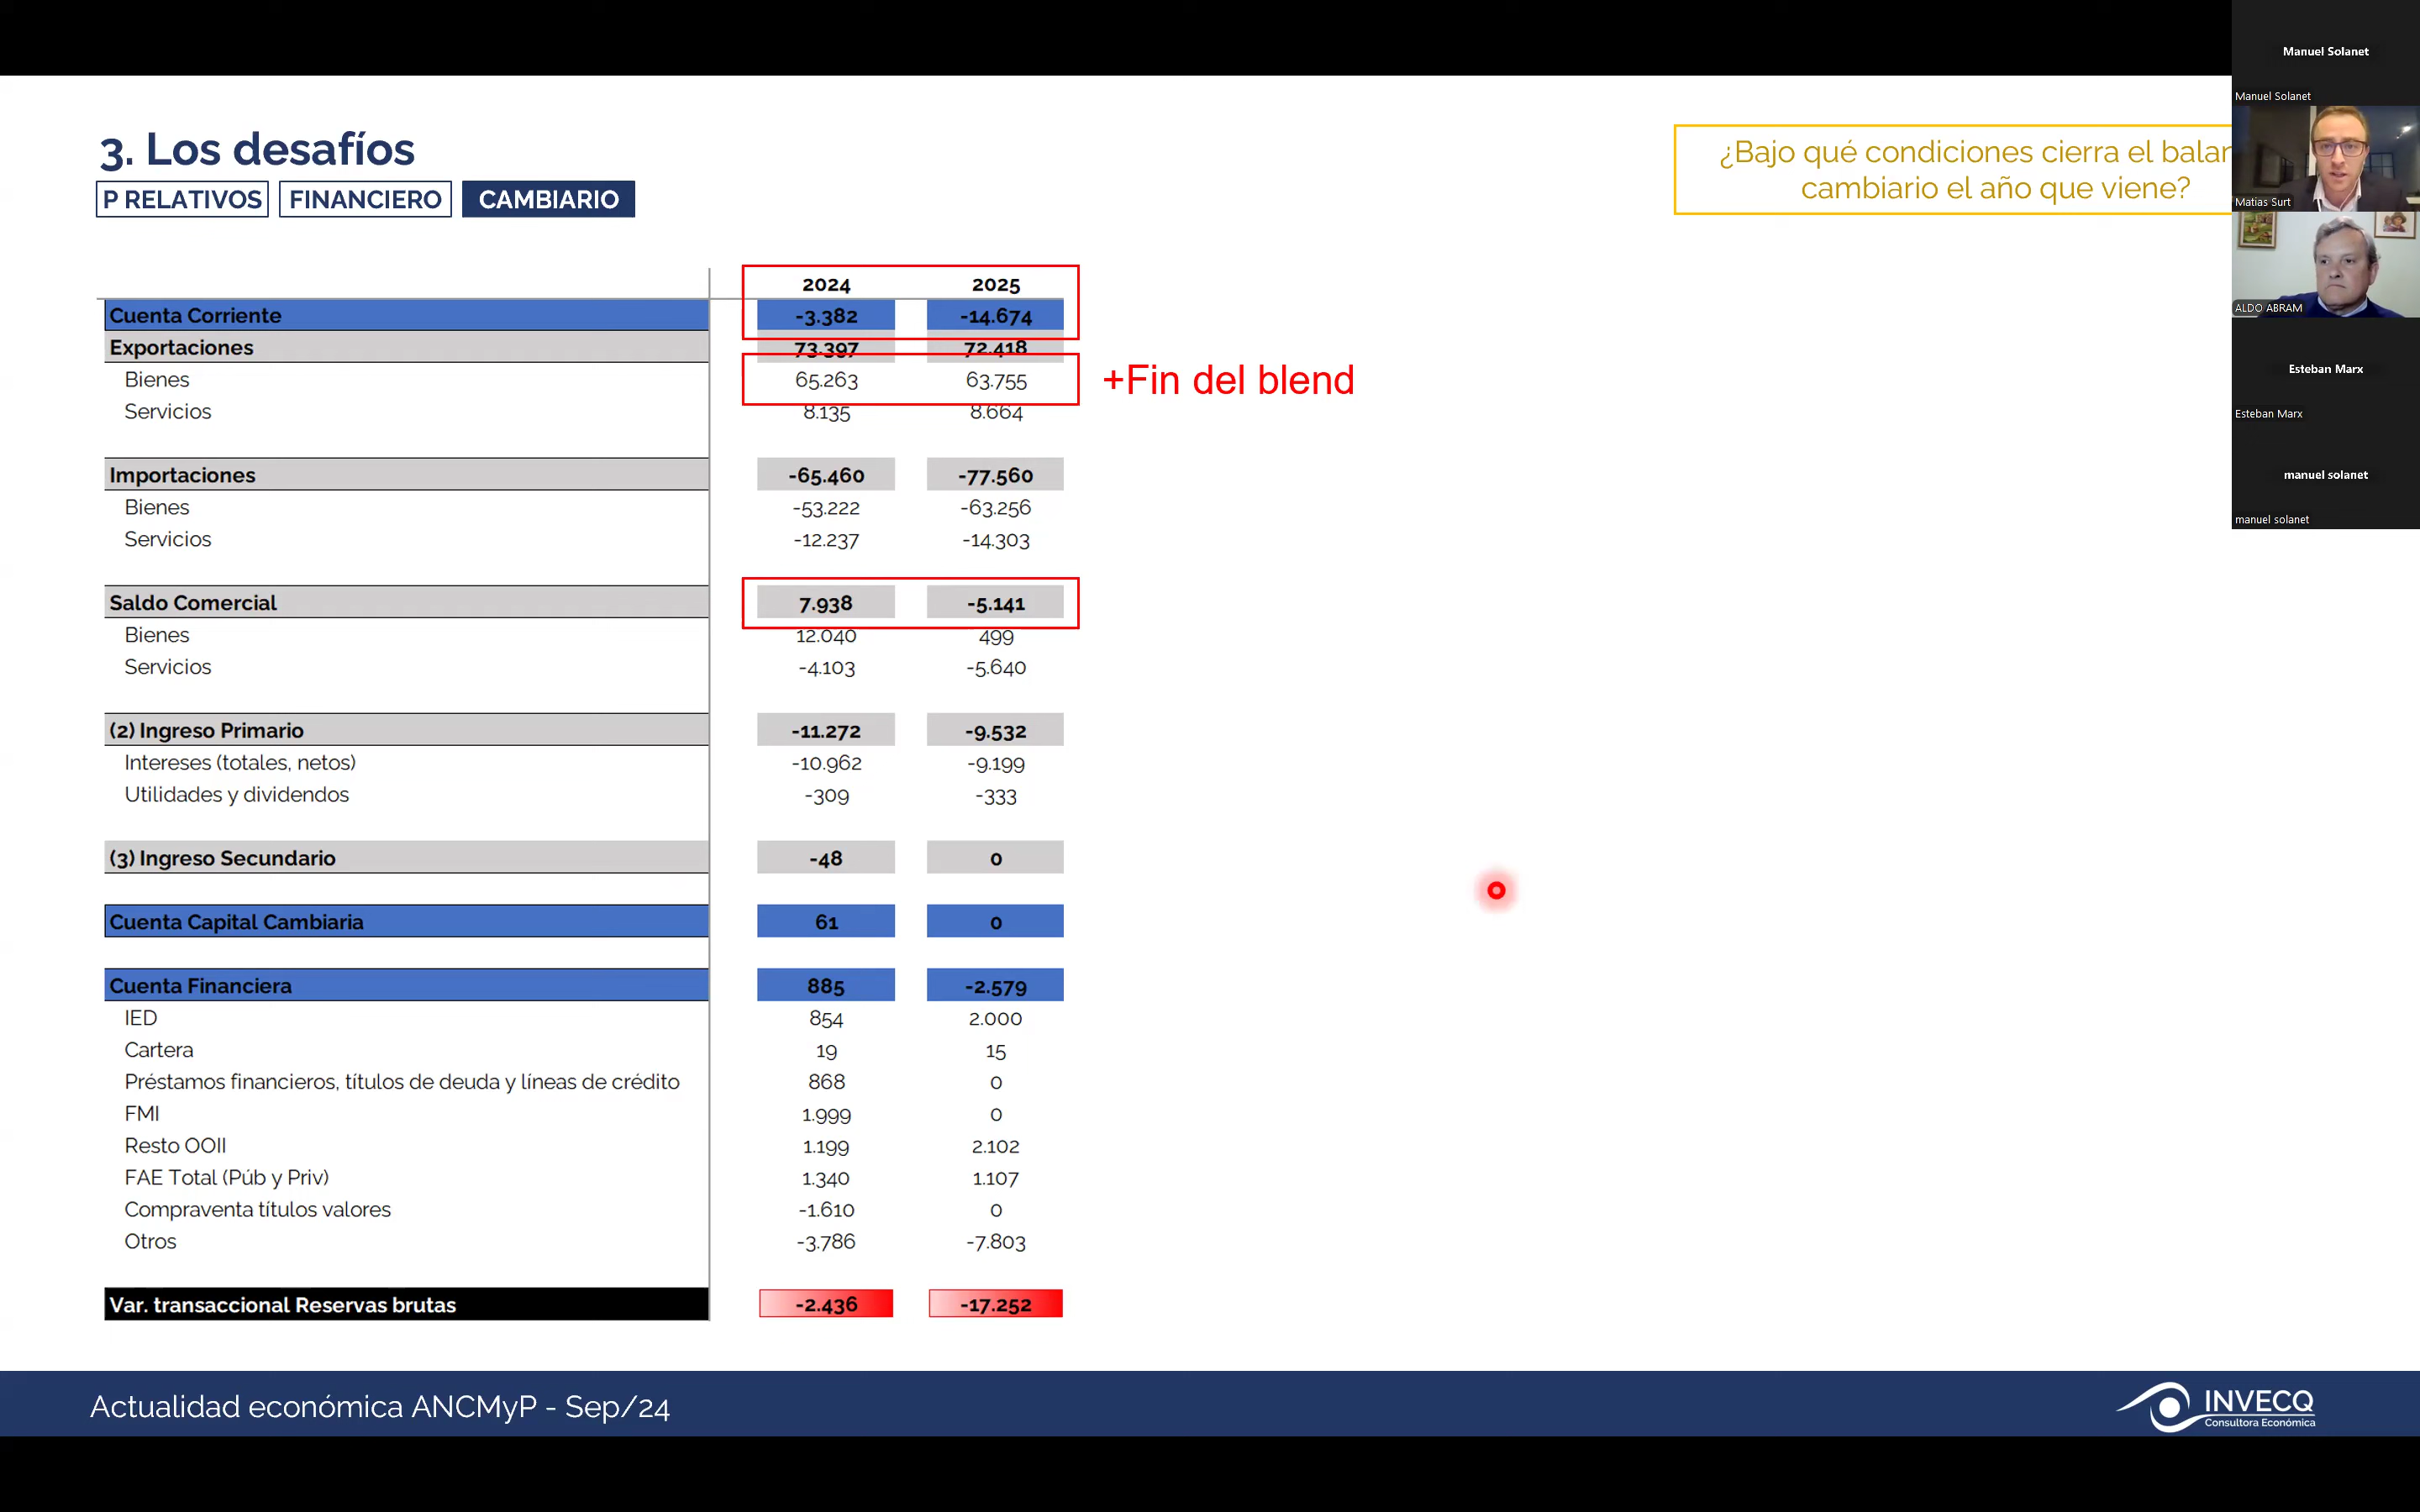 3. Los desafíos
P RELATIVOS FINANCIERO CAMBIARIO
¿Bajo qué condiciones cierra el
cambiario el año que viene?
2024 2025
Cuenta Corriente -3.382 -14.674
Exportaciones 73.397 72.418
Bienes 65.263 63.755
+Fin del blend
Servicios 8.135 8.664
Importaciones -65.460 -77.560
Bienes -53.222 -63.256
Servicios -12.237 -14.303
Saldo Comercial 7.938 -5.141
Bienes 12.040 499
Servicios -4.103 -5.640
(2) Ingreso Primario -11.272 -9.532
Intereses (totales, netos) -10.962 -9.199
Utilidades y dividendos -309 -333
(3) Ingreso Secundario -48 0
Cuenta Capital Cambiaria 61 0
Cuenta Financiera 885 -2.579
IED 854 2.000
Cartera 19 15
Préstamos financieros, títulos de deuda y líneas de crédito 868 0
FMI 1.999 0
Resto OOII 1.199 2.102
FAE Total (Púb y Priv) 1.340 1.107
Compraventa títulos valores -1.610 0
Otros -3.786 -7.803
Var. transaccional Reservas brutas -2.436 -17.252
Actualidad económica ANCMyP - Sep/24
INVECQ
Consultora Económica
Manuel Solanet
Manuel Solanet
Matias Surt
ALDO ABRAM
Esteban Marx
Esteban Marx
manuel solanet
manuel solanet